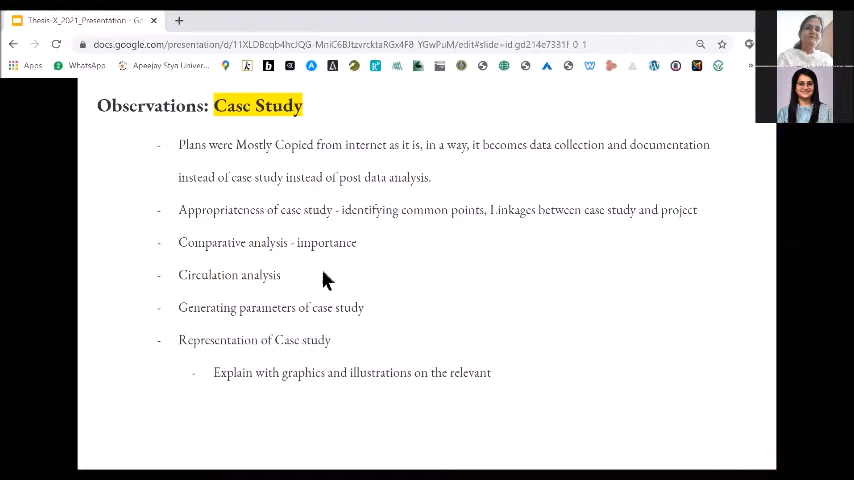 Thesis-X_2021_Presentation - Go
docs.google.com/presentation/d/11XLDBcqb4hcJQG-MniC6BJtzvrcktaRGx4F8_YGwPuM/edit#slide=id.gd214e7331f_0_1
Apps WhatsApp Apeejay Stya Univer...
Observations: Case Study
- Plans were Mostly Copied from internet as it is, in a way, it becomes data collection and documentation
instead of case study instead of post data analysis.
- Appropriateness of case study - identifying common points, Linkages between case study and project
- Comparative analysis - importance
- Circulation analysis
- Generating parameters of case study
- Representation of Case study
- Explain with graphics and illustrations on the relevant